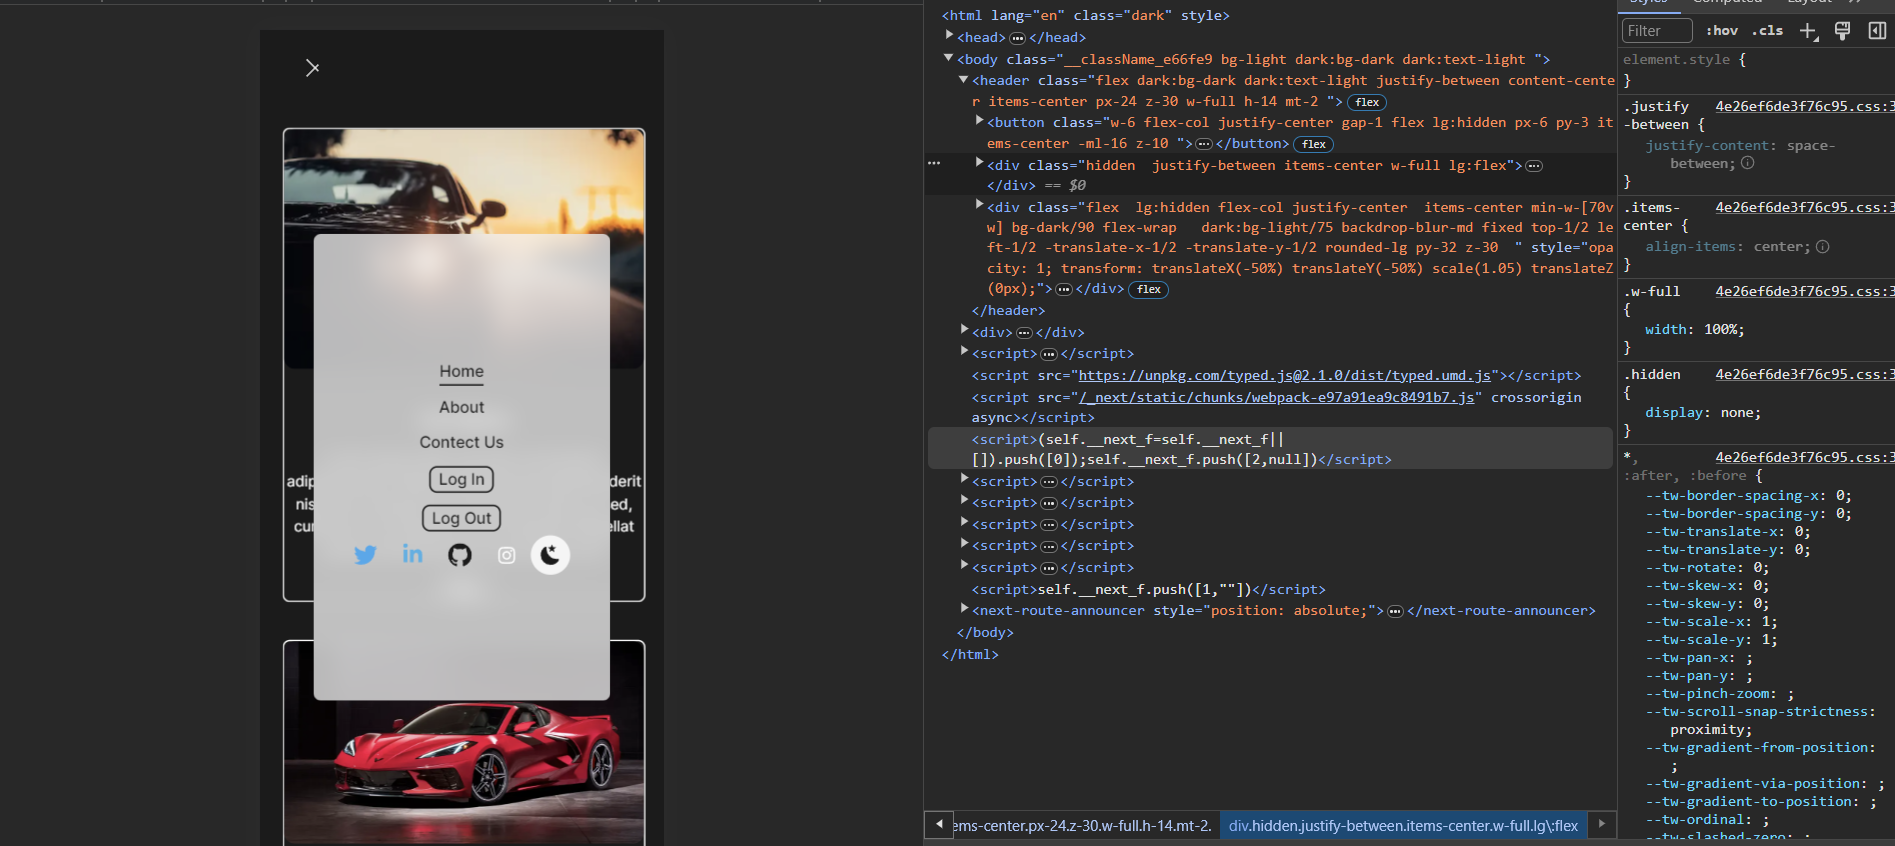 Home
About
Contect Us
Log In
Log Out
adip
derit
nis
ed,
cur
ellat
<html lang="en" class="dark" style>
<head> ··· </head>
<body class="__className_e66fe9 bg-light dark:bg-dark dark:text-light ">
<header class="flex dark:bg-dark dark:text-light justify-between content-cente
r items-center px-24 z-30 w-full h-14 mt-2 "> flex
<button class="w-6 flex-col justify-center gap-1 flex lg:hidden px-6 py-3 it
ems-center -ml-16 z-10 "> ··· </button> flex
<div class="hidden  justify-between items-center w-full lg:flex"> ···
</div> == $0
<div class="flex  lg:hidden flex-col justify-center  items-center min-w-[70v
w] bg-dark/90 flex-wrap   dark:bg-light/75 backdrop-blur-md fixed top-1/2 le
ft-1/2 -translate-x-1/2 -translate-y-1/2 rounded-lg py-32 z-30  " style="opa
city: 1; transform: translateX(-50%) translateY(-50%) scale(1.05) translateZ
(0px);"> ··· </div> flex
</header>
<div> ··· </div>
<script> ··· </script>
<script src="https://unpkg.com/typed.js@2.1.0/dist/typed.umd.js"></script>
<script src="/_next/static/chunks/webpack-e97a91ea9c8491b7.js" crossorigin
async></script>
<script>(self.__next_f=self.__next_f||
[]).push([0]);self.__next_f.push([2,null])</script>
<script> ··· </script>
<script> ··· </script>
<script> ··· </script>
<script> ··· </script>
<script> ··· </script>
<script>self.__next_f.push([1,""])</script>
<next-route-announcer style="position: absolute;"> ··· </next-route-announcer>
</body>
</html>
ems-center.px-24.z-30.w-full.h-14.mt-2.
div.hidden.justify-between.items-center.w-full.lg\:flex
Styles Computed Layout
Filter :hov .cls
element.style {
}
.justify 4e26ef6de3f76c95.css:3
-between {
justify-content: space-
between;
}
.items- 4e26ef6de3f76c95.css:3
center {
align-items: center;
}
.w-full 4e26ef6de3f76c95.css:3
{
width: 100%;
}
.hidden 4e26ef6de3f76c95.css:3
{
display: none;
}
*, 4e26ef6de3f76c95.css:3
:after, :before {
--tw-border-spacing-x: 0;
--tw-border-spacing-y: 0;
--tw-translate-x: 0;
--tw-translate-y: 0;
--tw-rotate: 0;
--tw-skew-x: 0;
--tw-skew-y: 0;
--tw-scale-x: 1;
--tw-scale-y: 1;
--tw-pan-x: ;
--tw-pan-y: ;
--tw-pinch-zoom: ;
--tw-scroll-snap-strictness:
proximity;
--tw-gradient-from-position:
;
--tw-gradient-via-position: ;
--tw-gradient-to-position: ;
--tw-ordinal: ;
--tw-slashed-zero: ;